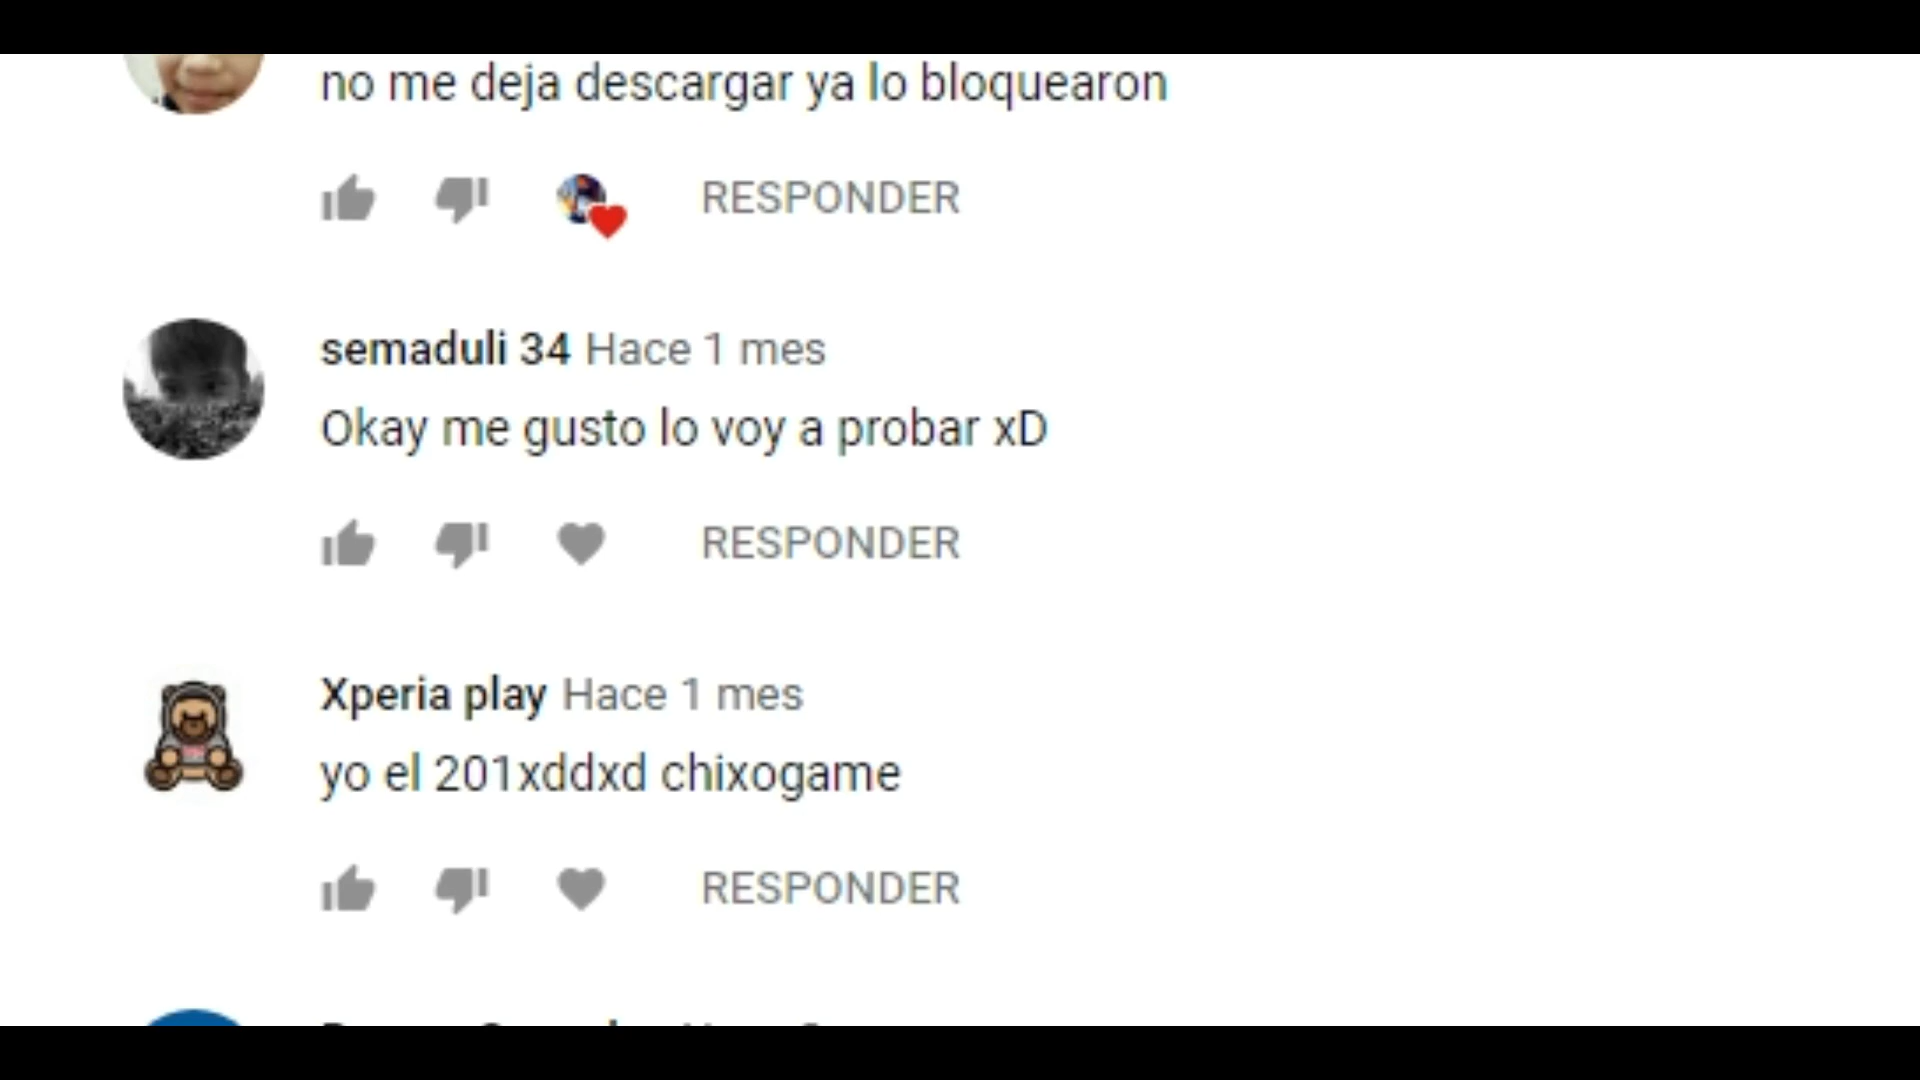 no me deja descargar ya lo bloquearon
RESPONDER
semaduli 34 Hace 1 mes
Okay me gusto lo voy a probar xD
RESPONDER
Xperia play Hace 1 mes
yo el 201xddxd chixogame
RESPONDER